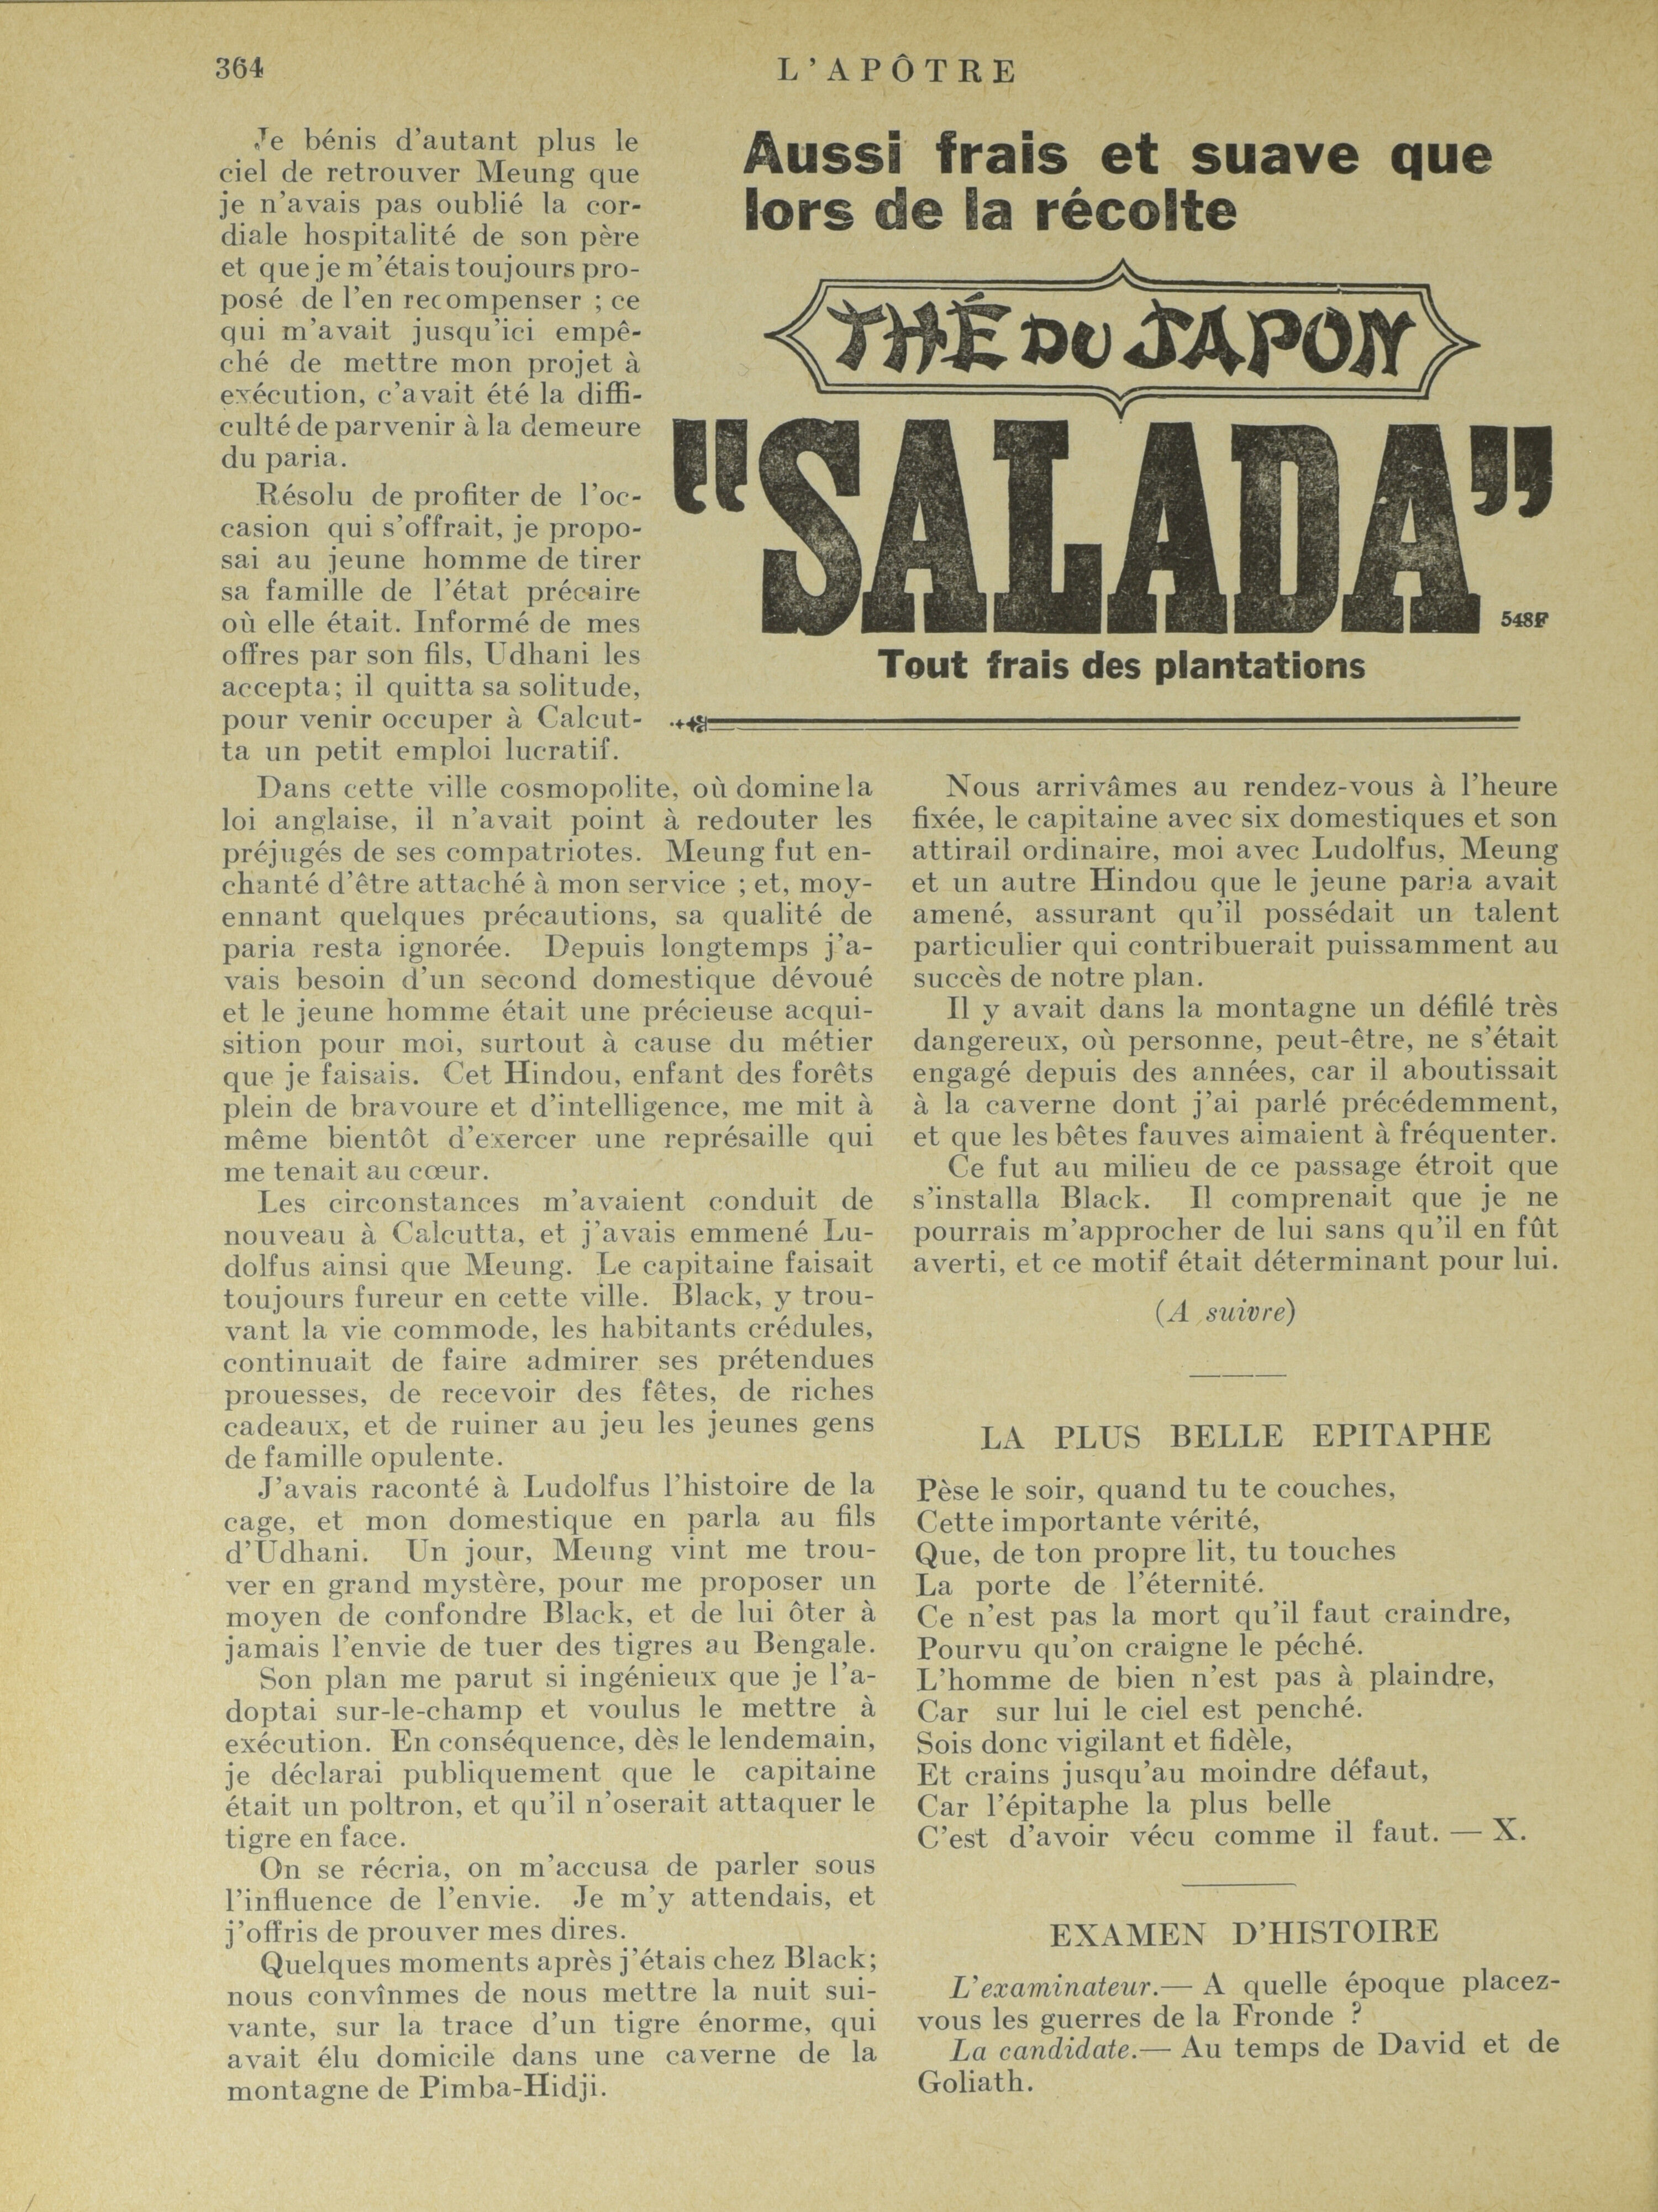 364
L'APÔTRE
Je bénis d'autant plus le
ciel de retrouver Meung que
je n'avais pas oublié la cor-
diale hospitalité de son père
et que je m'étais toujours pro-
posé de l'en recompenser ; ce
qui m'avait jusqu'ici empê-
ché de mettre mon projet à
exécution, c'avait été la diffi-
culté de parvenir à la demeure
du paria.
Résolu de profiter de l'oc-
casion qui s'offrait, je propo-
sai au jeune homme de tirer
sa famille de l'état précaire
où elle était. Informé de mes
offres par son fils, Udhani les
accepta; il quitta sa solitude,
pour venir occuper à Calcut-
ta un petit emploi lucratif.
Dans cette ville cosmopolite, où domine la
loi anglaise, il n'avait point à redouter les
préjugés de ses compatriotes. Meung fut en-
chanté d'être attaché à mon service ; et, moy-
ennant quelques précautions, sa qualité de
paria resta ignorée. Depuis longtemps j'a-
vais besoin d'un second domestique dévoué
et le jeune homme était une précieuse acqui-
sition pour moi, surtout à cause du métier
que je faisais. Cet Hindou, enfant des forêts
plein de bravoure et d'intelligence, me mit à
même bientôt d'exercer une représaille qui
me tenait au cœur.
Les circonstances m'avaient conduit de
nouveau à Calcutta, et j'avais emmené Lu-
dolfus ainsi que Meung. Le capitaine faisait
toujours fureur en cette ville. Black, y trou-
vant la vie commode, les habitants crédules,
continuait de faire admirer ses prétendues
prouesses, de recevoir des fêtes, de riches
cadeaux, et de ruiner au jeu les jeunes gens
de famille opulente.
J'avais raconté à Ludolfus l'histoire de la
cage, et mon domestique en parla au fils
d'Udhani. Un jour, Meung vint me trou-
ver en grand mystère, pour me proposer un
moyen de confondre Black, et de lui ôter à
jamais l'envie de tuer des tigres au Bengale.
Son plan me parut si ingénieux que je l'a-
doptai sur-le-champ et voulus le mettre à
exécution. En conséquence, dès le lendemain,
je déclarai publiquement que le capitaine
était un poltron, et qu'il n'oserait attaquer le
tigre en face.
On se récria, on m'accusa de parler sous
l'influence de l'envie. Je m'y attendais, et
j'offris de prouver mes dires.
Quelques moments après j'étais chez Black;
nous convînmes de nous mettre la nuit sui-
vante, sur la trace d'un tigre énorme, qui
avait élu domicile dans une caverne de la
montagne de Pimba-Hidji.
Aussi frais et suave que
lors de la récolte
THÉ DU JAPON
"SALADA"
548F
Tout frais des plantations
Nous arrivâmes au rendez-vous à l'heure
fixée, le capitaine avec six domestiques et son
attirail ordinaire, moi avec Ludolfus, Meung
et un autre Hindou que le jeune paria avait
amené, assurant qu'il possédait un talent
particulier qui contribuerait puissamment au
succès de notre plan.
Il y avait dans la montagne un défilé très
dangereux, où personne, peut-être, ne s'était
engagé depuis des années, car il aboutissait
à la caverne dont j'ai parlé précédemment,
et que les bêtes fauves aimaient à fréquenter.
Ce fut au milieu de ce passage étroit que
s'installa Black. Il comprenait que je ne
pourrais m'approcher de lui sans qu'il en fût
averti, et ce motif était déterminant pour lui.
(A suivre)
LA PLUS BELLE EPITAPHE
Pèse le soir, quand tu te couches,
Cette importante vérité,
Que, de ton propre lit, tu touches
La porte de l'éternité.
Ce n'est pas la mort qu'il faut craindre,
Pourvu qu'on craigne le péché.
L'homme de bien n'est pas à plaindre,
Car sur lui le ciel est penché.
Sois donc vigilant et fidèle,
Et crains jusqu'au moindre défaut,
Car l'épitaphe la plus belle
C'est d'avoir vécu comme il faut. — X.
EXAMEN D'HISTOIRE
L'examinateur.— A quelle époque placez-
vous les guerres de la Fronde ?
La candidate.— Au temps de David et de
Goliath.